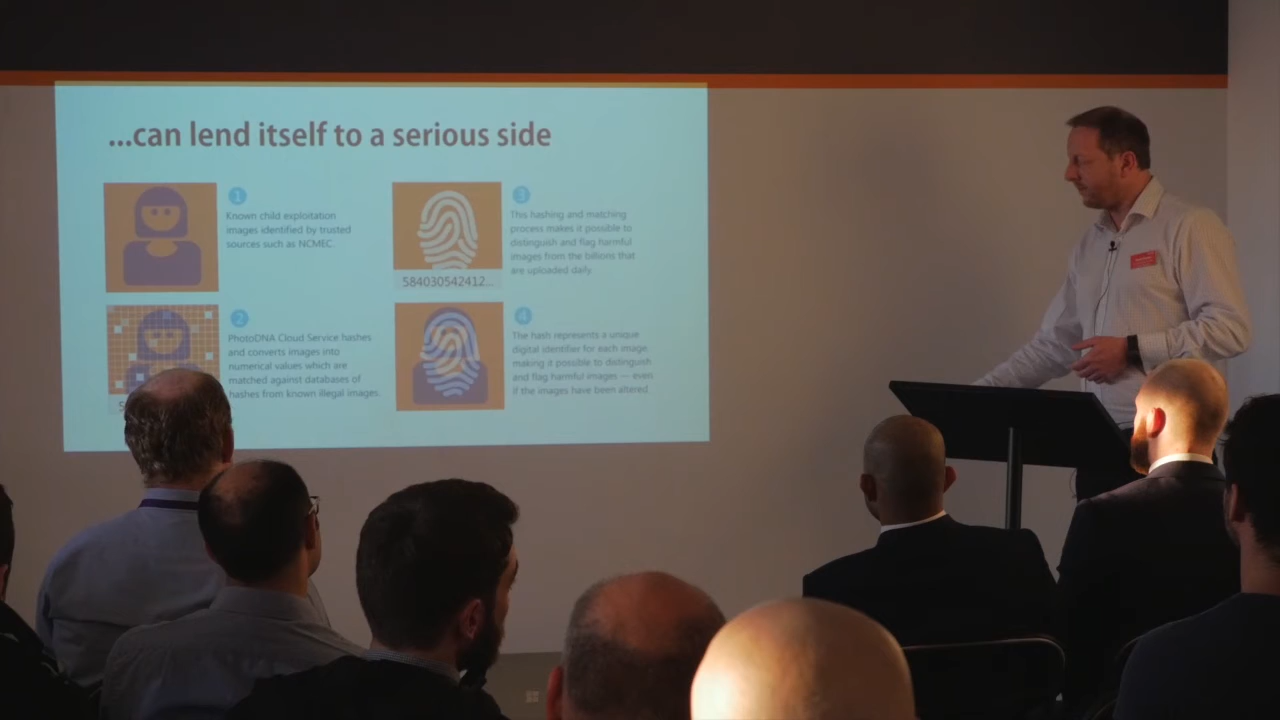 ...can lend itself to a serious side
1
Known child exploitation
images identified by trusted
sources such as NCMEC.
2
PhotoDNA Cloud Service hashes
and converts images into
numerical values which are
matched against databases of
hashes from known illegal images.
3
This hashing and matching
process makes it possible to
distinguish and flag harmful
images from the billions that
are uploaded daily.
584030542412...
4
The hash represents a unique
digital identifier for each image,
making it possible to distinguish
and flag harmful images — even
if the images have been altered